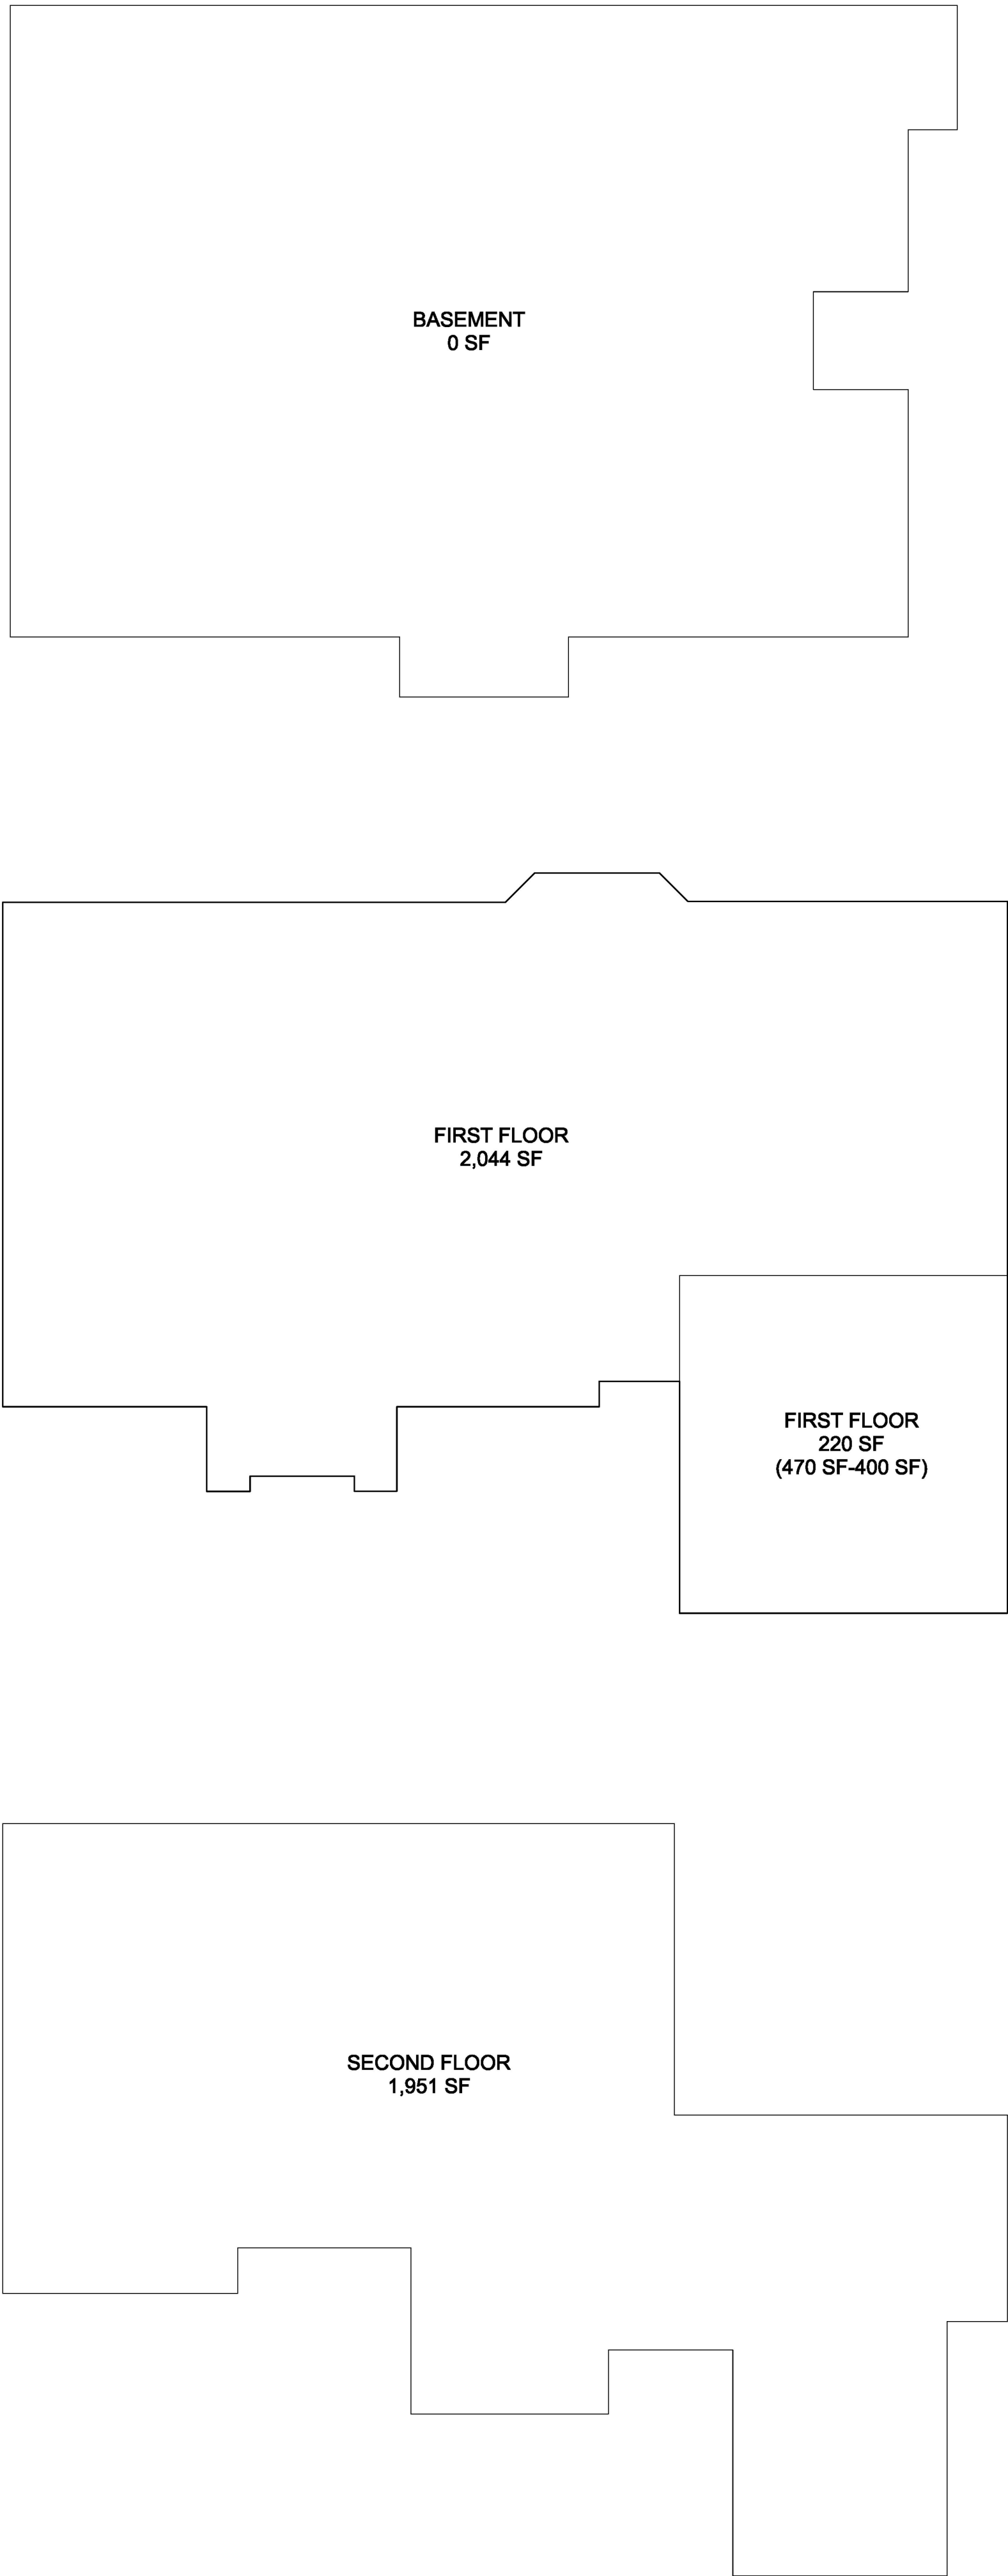 BASEMENT
0 SF
FIRST FLOOR
2,044 SF
FIRST FLOOR
220 SF
(470 SF-400 SF)
SECOND FLOOR
1,951 SF